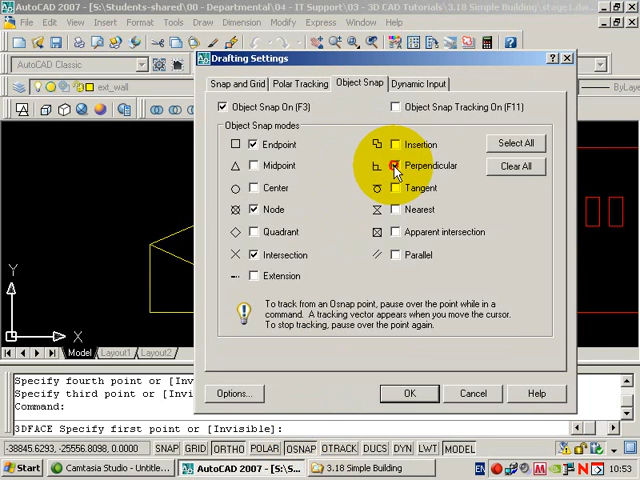 AutoCAD 2007 - [S:\Students-shared\00 - Departmental\04 - IT Support\03 - 3D CAD Tutorials\3.18 Simple Building\stage1.dw...
File Edit View Insert Format Tools Draw Dimension Modify Express Window Help
AutoCAD Classic
ext_wall
ByLaye
Drafting Settings
Snap and Grid Polar Tracking Object Snap Dynamic Input
Object Snap On (F3) Object Snap Tracking On (F11)
Object Snap modes
Endpoint Insertion Select All
Midpoint Perpendicular Clear All
Center Tangent
Node Nearest
Quadrant Apparent intersection
Intersection Parallel
Extension
To track from an Osnap point, pause over the point while in a
command. A tracking vector appears when you move the cursor.
To stop tracking, pause over the point again.
Options... OK Cancel Help
Y
X
Model Layout1 Layout2
Specify fourth point or [Invisib
Specify third point or [Invisibl
Command:
3DFACE Specify first point or [Invisible]:
-38845.6293, -25556.8098, 0.0000 SNAP GRID ORTHO POLAR OSNAP OTRACK DUCS DYN LWT MODEL
Start Camtasia Studio - Untitle... AutoCAD 2007 - [S:\S... 3.18 Simple Building EN 10:53